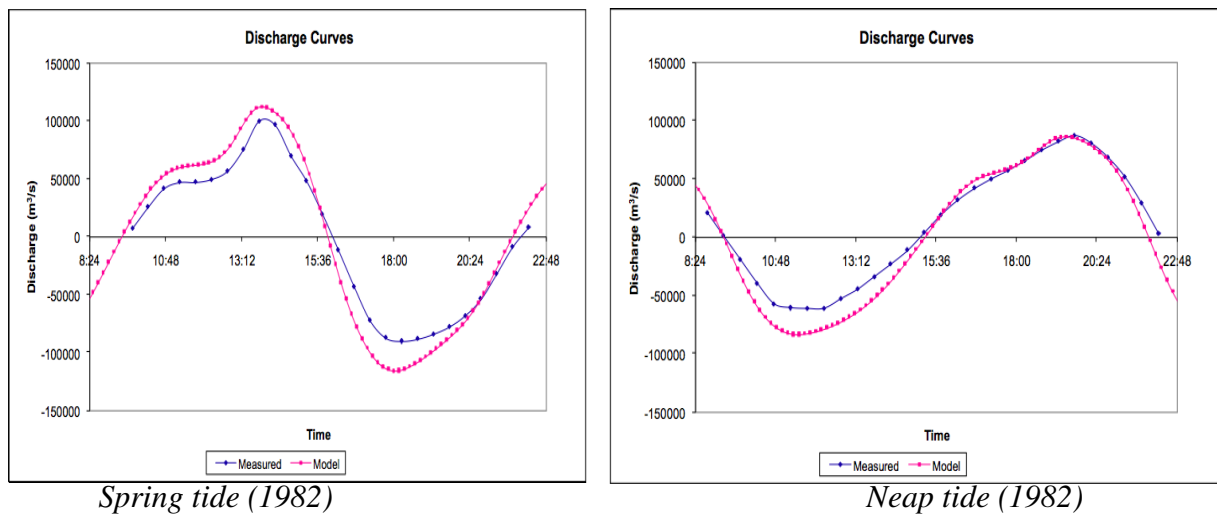 Discharge Curves
150000
100000
50000
0
-50000
-100000
-150000
8:24 10:48 13:12 15:36 18:00 20:24 22:48
Discharge (m³/s)
Time
Measured Model
Spring tide (1982)
Discharge Curves
150000
100000
50000
0
-50000
-100000
-150000
8:24 10:48 13:12 15:36 18:00 20:24 22:48
Discharge (m³/s)
Time
Measured Model
Neap tide (1982)